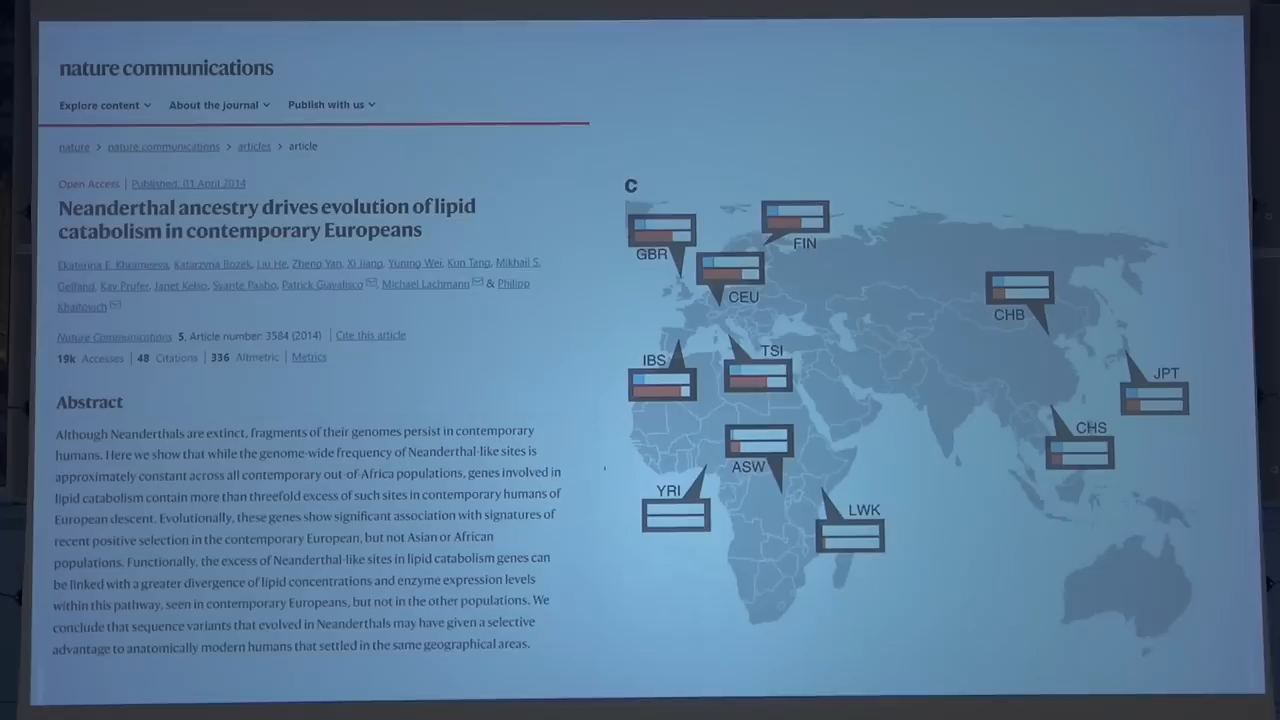 nature communications
Explore content About the journal Publish with us
nature > nature communications > articles > article
Open Access | Published: 01 April 2014
Neanderthal ancestry drives evolution of lipid
catabolism in contemporary Europeans
Ekaterina E. Khrameeva, Katarzyna Bozek, Liu He, Zheng Yan, Xi Jiang, Yuning Wei, Kun Tang, Mikhail S.
Gelfand, Kay Prufer, Janet Kelso, Svante Paabo, Patrick Giavalisco, Michael Lachmann & Philipp
Khaitovich
Nature Communications 5, Article number: 3584 (2014) | Cite this article
19k Accesses | 48 Citations | 336 Altmetric | Metrics
Abstract
Although Neanderthals are extinct, fragments of their genomes persist in contemporary
humans. Here we show that while the genome-wide frequency of Neanderthal-like sites is
approximately constant across all contemporary out-of-Africa populations, genes involved in
lipid catabolism contain more than threefold excess of such sites in contemporary humans of
European descent. Evolutionally, these genes show significant association with signatures of
recent positive selection in the contemporary European, but not Asian or African
populations. Functionally, the excess of Neanderthal-like sites in lipid catabolism genes can
be linked with a greater divergence of lipid concentrations and enzyme expression levels
within this pathway, seen in contemporary Europeans, but not in the other populations. We
conclude that sequence variants that evolved in Neanderthals may have given a selective
advantage to anatomically modern humans that settled in the same geographical areas.
C
GBR
FIN
CEU
CHB
IBS
TSI
JPT
CHS
ASW
YRI
LWK